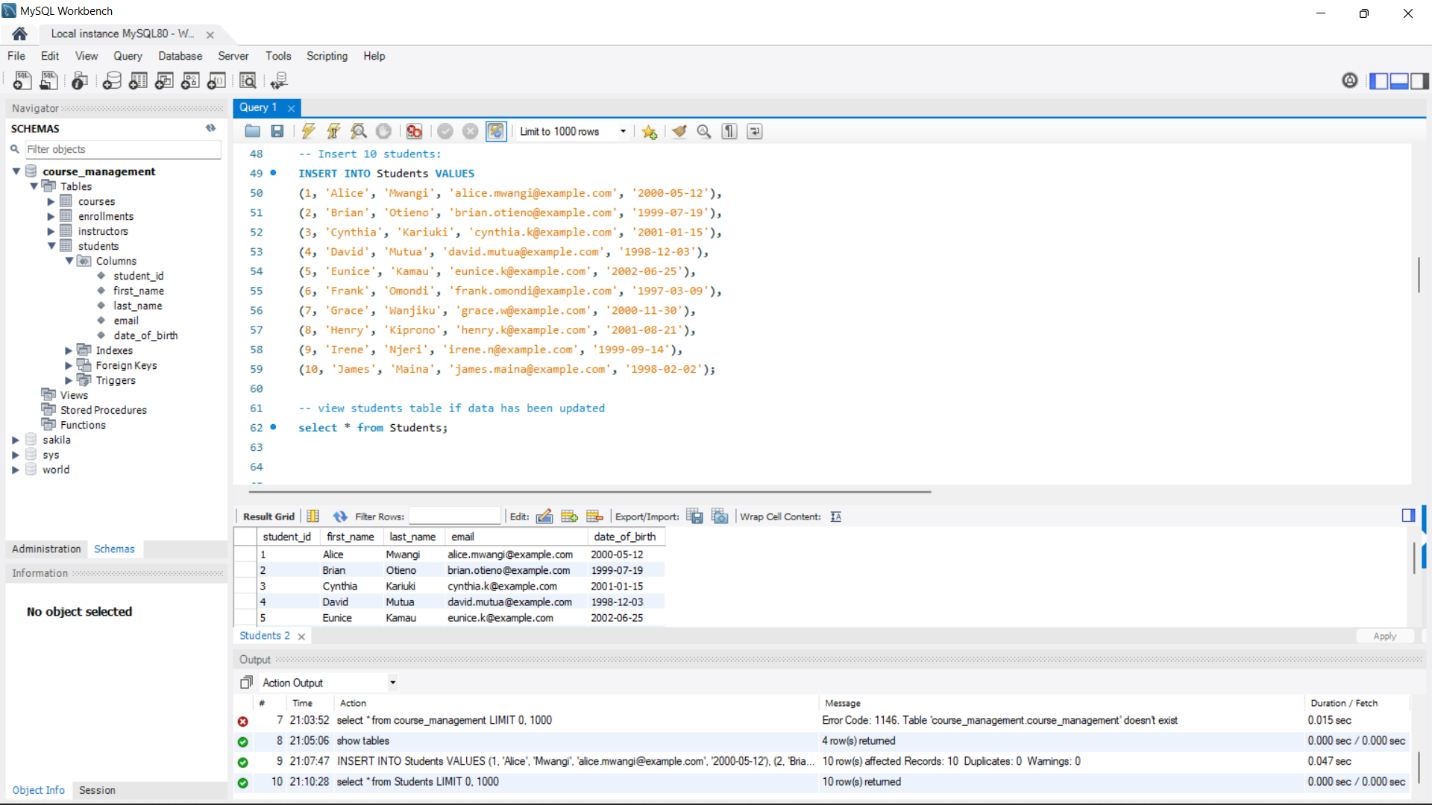 MySQL Workbench
Local instance MySQL80 - W...
File Edit View Query Database Server Tools Scripting Help
Navigator
SCHEMAS
Filter objects
course_management
Tables
courses
enrollments
instructors
students
Columns
student_id
first_name
last_name
email
date_of_birth
Indexes
Foreign Keys
Triggers
Views
Stored Procedures
Functions
sakila
sys
world
Administration Schemas
Information
No object selected
Object Info Session
Query 1
Limit to 1000 rows
48 -- Insert 10 students:
49 INSERT INTO Students VALUES
50 (1, 'Alice', 'Mwangi', 'alice.mwangi@example.com', '2000-05-12'),
51 (2, 'Brian', 'Otieno', 'brian.otieno@example.com', '1999-07-19'),
52 (3, 'Cynthia', 'Kariuki', 'cynthia.k@example.com', '2001-01-15'),
53 (4, 'David', 'Mutua', 'david.mutua@example.com', '1998-12-03'),
54 (5, 'Eunice', 'Kamau', 'eunice.k@example.com', '2002-06-25'),
55 (6, 'Frank', 'Omondi', 'frank.omondi@example.com', '1997-03-09'),
56 (7, 'Grace', 'Wanjiku', 'grace.w@example.com', '2000-11-30'),
57 (8, 'Henry', 'Kiprono', 'henry.k@example.com', '2001-08-21'),
58 (9, 'Irene', 'Njeri', 'irene.n@example.com', '1999-09-14'),
59 (10, 'James', 'Maina', 'james.maina@example.com', '1998-02-02');
60
61 -- view students table if data has been updated
62 select * from Students;
63
64
Result Grid Filter Rows: Edit: Export/Import: Wrap Cell Content:
student_id first_name last_name email date_of_birth
1 Alice Mwangi alice.mwangi@example.com 2000-05-12
2 Brian Otieno brian.otieno@example.com 1999-07-19
3 Cynthia Kariuki cynthia.k@example.com 2001-01-15
4 David Mutua david.mutua@example.com 1998-12-03
5 Eunice Kamau eunice.k@example.com 2002-06-25
Students 2 Apply
Output
Action Output
# Time Action Message Duration / Fetch
7 21:03:52 select * from course_management LIMIT 0, 1000 Error Code: 1146. Table 'course_management.course_management' doesn't exist 0.015 sec
8 21:05:06 show tables 4 row(s) returned 0.000 sec / 0.000 sec
9 21:07:47 INSERT INTO Students VALUES (1, 'Alice', 'Mwangi', 'alice.mwangi@example.com', '2000-05-12'), (2, 'Bria... 10 row(s) affected Records: 10 Duplicates: 0 Warnings: 0 0.047 sec
10 21:10:28 select * from Students LIMIT 0, 1000 10 row(s) returned 0.000 sec / 0.000 sec